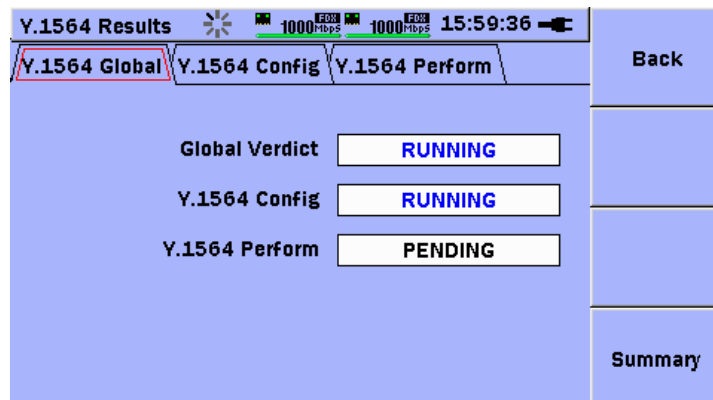 Y.1564 Results 1000 FDX Mbps 1000 FDX Mbps 15:59:36
Y.1564 Global Y.1564 Config Y.1564 Perform
Back
Global Verdict RUNNING
Y.1564 Config RUNNING
Y.1564 Perform PENDING
Summary